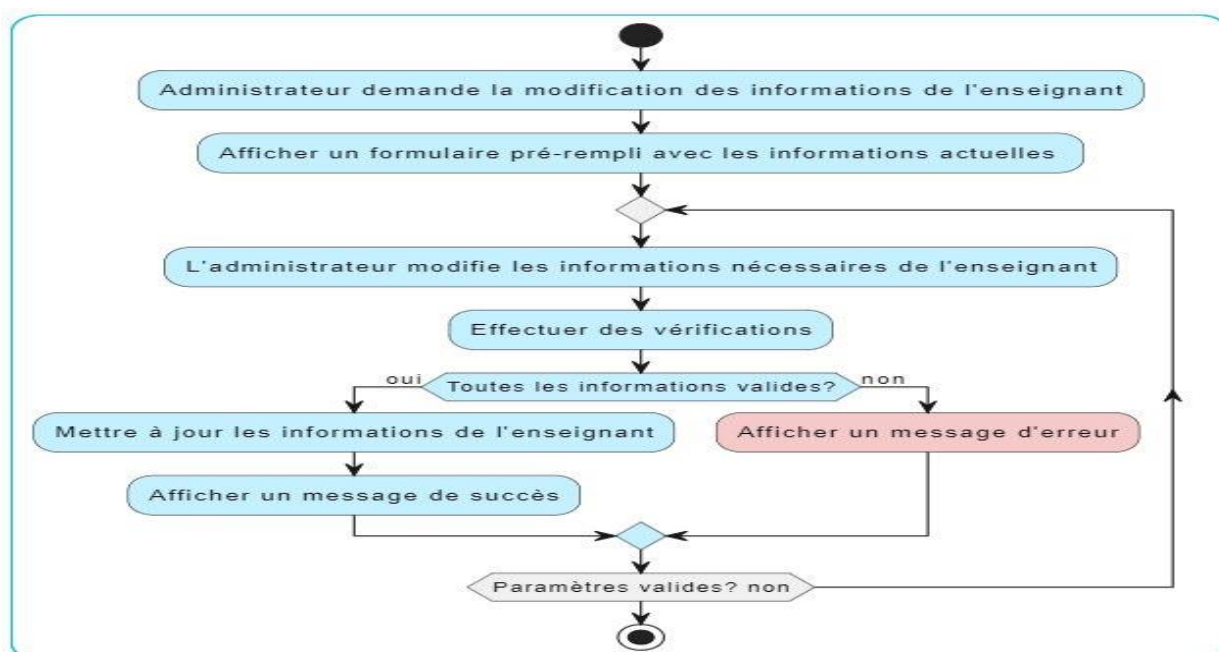 Administrateur demande la modification des informations de l'enseignant
Afficher un formulaire pré-rempli avec les informations actuelles
L'administrateur modifie les informations nécessaires de l'enseignant
Effectuer des vérifications
oui
Toutes les informations valides?
non
Mettre à jour les informations de l'enseignant
Afficher un message d'erreur
Afficher un message de succès
Paramètres valides? non